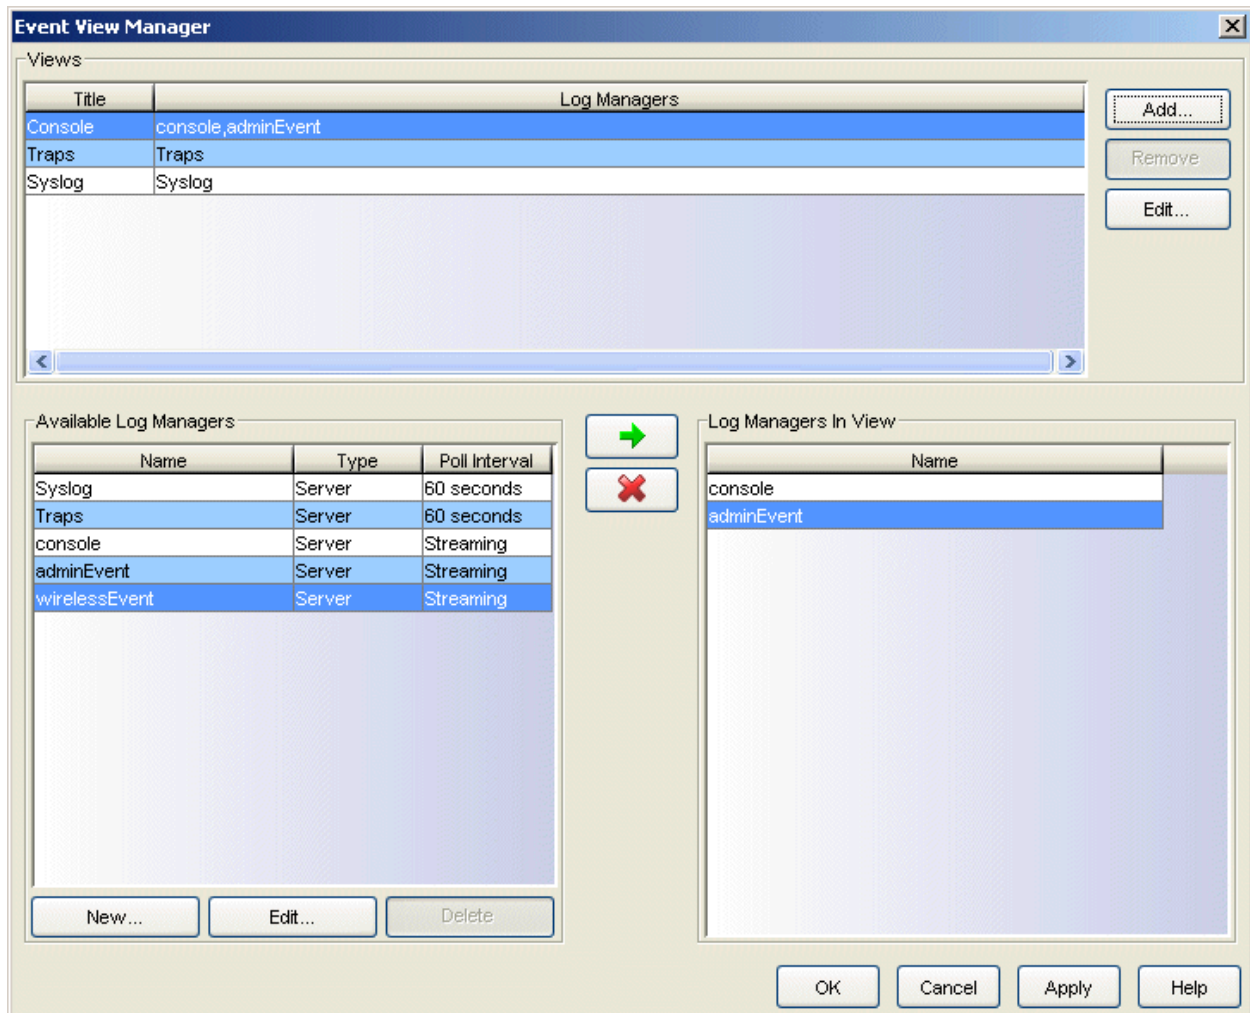 Event View Manager
Views
Title Log Managers
Console console,adminEvent
Traps Traps
Syslog Syslog
Add...
Remove
Edit...
Available Log Managers
Name Type Poll Interval
Syslog Server 60 seconds
Traps Server 60 seconds
console Server Streaming
adminEvent Server Streaming
wirelessEvent Server Streaming
New... Edit... Delete
Log Managers In View
Name
console
adminEvent
OK Cancel Apply Help